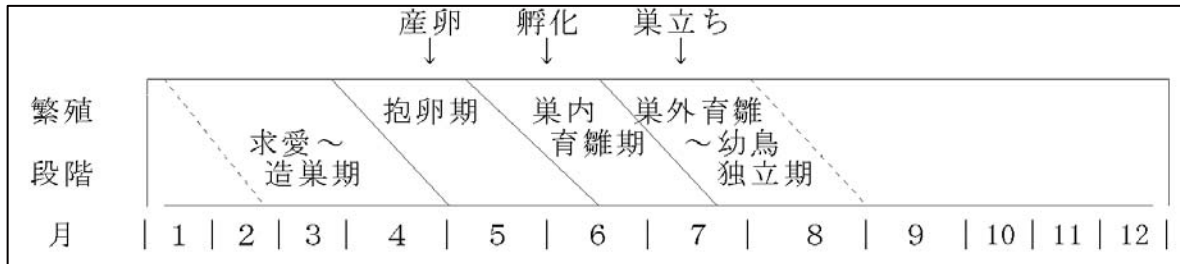 産卵 孵化 巣立ち
↓ ↓ ↓
繁殖 抱卵期 巣内 巣外育雛
求愛～ 育雛期 ～幼鳥
段階 造巣期 独立期
月 | 1 | 2 | 3 | 4 | 5 | 6 | 7 | 8 | 9 | 10 | 11 | 12 |